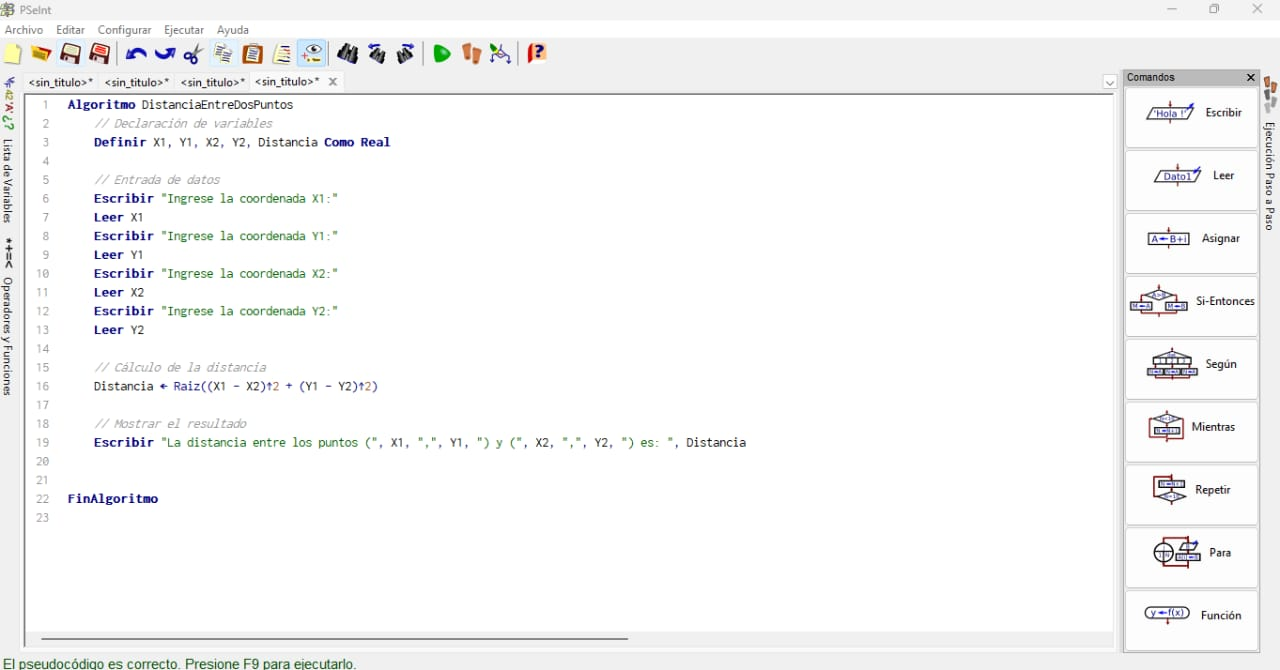 PSeInt
Archivo Editar Configurar Ejecutar Ayuda
<sin_titulo>* <sin_titulo>* <sin_titulo>* <sin_titulo>*
Lista de Variables
Operadores y Funciones
1 Algoritmo DistanciaEntreDosPuntos
2 // Declaración de variables
3 Definir X1, Y1, X2, Y2, Distancia Como Real
4
5 // Entrada de datos
6 Escribir "Ingrese la coordenada X1:"
7 Leer X1
8 Escribir "Ingrese la coordenada Y1:"
9 Leer Y1
10 Escribir "Ingrese la coordenada X2:"
11 Leer X2
12 Escribir "Ingrese la coordenada Y2:"
13 Leer Y2
14
15 // Cálculo de la distancia
16 Distancia ← Raiz((X1 - X2)↑2 + (Y1 - Y2)↑2)
17
18 // Mostrar el resultado
19 Escribir "La distancia entre los puntos (", X1, ",", Y1, ") y (", X2, ",", Y2, ") es: ", Distancia
20
21
22 FinAlgoritmo
23
Comandos
'Hola !' Escribir
Dato1 Leer
A←B+i Asignar
Si-Entonces
Según
Mientras
Repetir
Para
y←f(x) Función
Ejecución Paso a Paso
El pseudocódigo es correcto. Presione F9 para ejecutarlo.